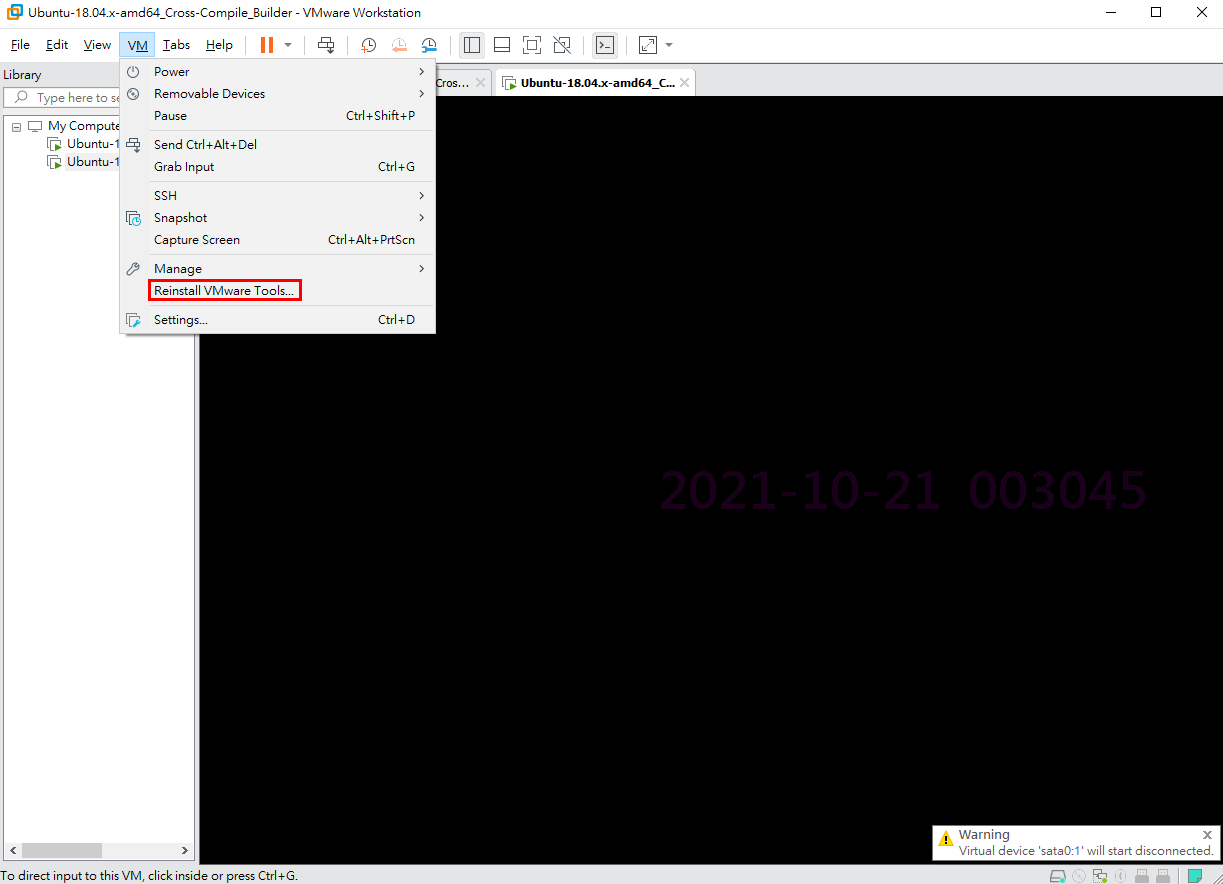 Ubuntu-18.04.x-amd64_Cross-Compile_Builder - VMware Workstation
File Edit View VM Tabs Help
Library
Type here to se
My Compute
Ubuntu-1
Ubuntu-1
Cros...
Ubuntu-18.04.x-amd64_C...
Power
Removable Devices
Pause Ctrl+Shift+P
Send Ctrl+Alt+Del
Grab Input Ctrl+G
SSH
Snapshot
Capture Screen Ctrl+Alt+PrtScn
Manage
Reinstall VMware Tools...
Settings... Ctrl+D
2021-10-21 003045
Warning
Virtual device 'sata0:1' will start disconnected.
To direct input to this VM, click inside or press Ctrl+G.